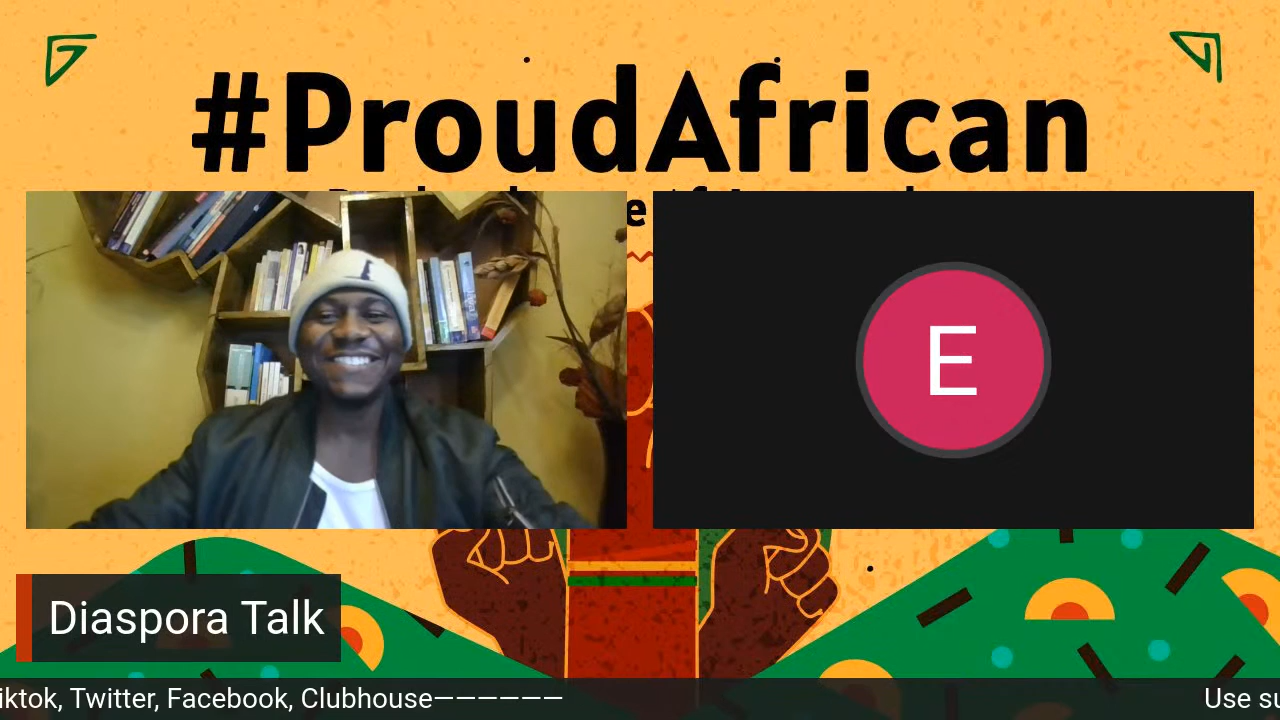 #ProudAfrican
E
Diaspora Talk
iktok, Twitter, Facebook, Clubhouse——————
Use su